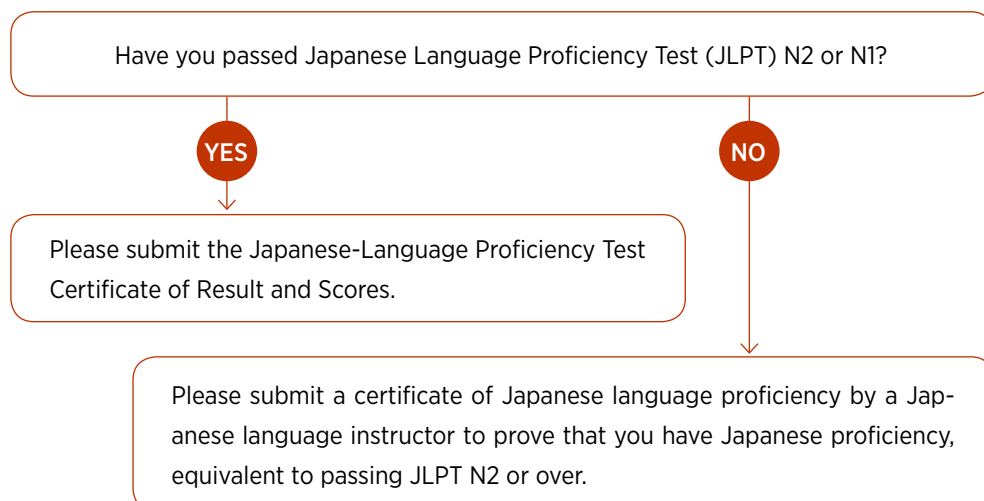 Have you passed Japanese Language Proficiency Test (JLPT) N2 or N1?
YES
NO
Please submit the Japanese-Language Proficiency Test
Certificate of Result and Scores.
Please submit a certificate of Japanese language proficiency by a Jap-
anese language instructor to prove that you have Japanese proficiency,
equivalent to passing JLPT N2 or over.